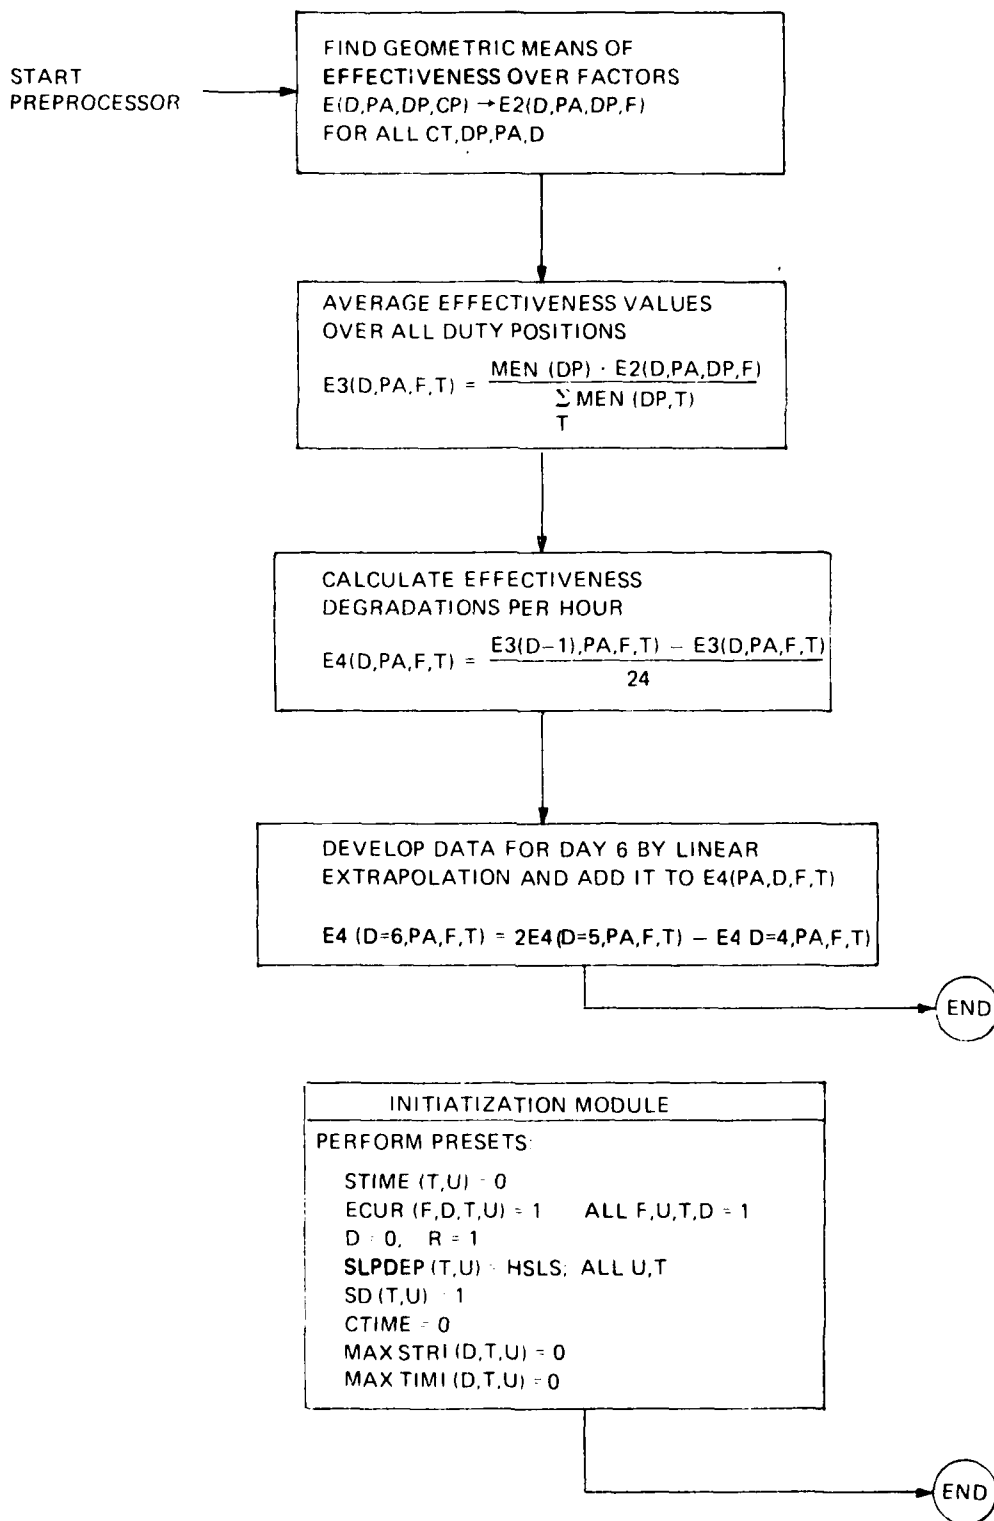 START
PREPROCESSOR
FIND GEOMETRIC MEANS OF
EFFECTIVENESS OVER FACTORS
E(D,PA,DP,CP) → E2(D,PA,DP,F)
FOR ALL CT,DP,PA,D
AVERAGE EFFECTIVENESS VALUES
OVER ALL DUTY POSITIONS
MEN (DP) · E2(D,PA,DP,F)
E3(D,PA,F,T) =
Σ MEN (DP,T)
T
CALCULATE EFFECTIVENESS
DEGRADATIONS PER HOUR
E3(D-1),PA,F,T) - E3(D,PA,F,T)
E4(D,PA,F,T) =
24
DEVELOP DATA FOR DAY 6 BY LINEAR
EXTRAPOLATION AND ADD IT TO E4(PA,D,F,T)
E4 (D=6,PA,F,T) = 2E4(D=5,PA,F,T) - E4 D=4,PA,F,T)
END
INITIATIZATION MODULE
PERFORM PRESETS:
STIME (T,U) = 0
ECUR (F,D,T,U) = 1 ALL F,U,T,D = 1
D = 0, R = 1
SLPDEP (T,U) = HSLS; ALL U,T
SD (T,U) = 1
CTIME = 0
MAX STRI (D,T,U) = 0
MAX TIMI (D,T,U) = 0
END